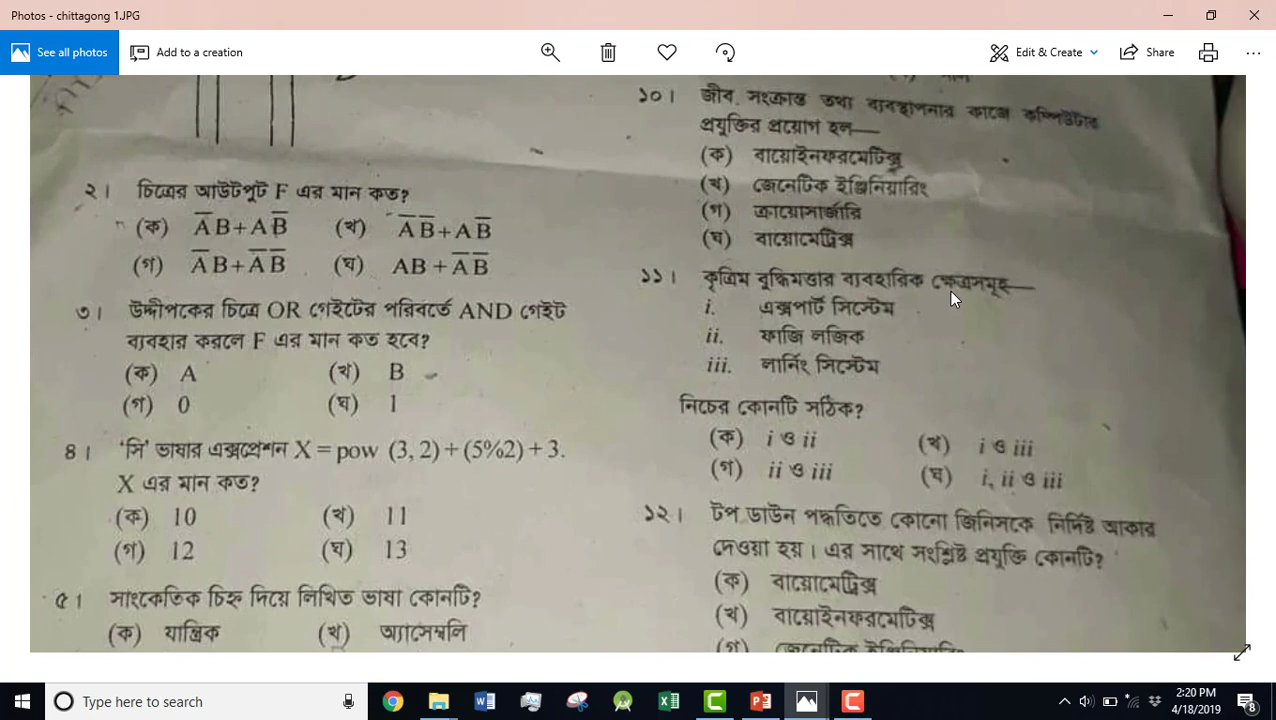 Photos - chittagong 1.JPG
See all photos
Add to a creation
Edit & Create
Share
২। চিত্রের আউটপুট F এর মান কত?
(ক) A̅B+AB̅ (খ) A̅B̅+AB̅
(গ) A̅B+A̅B̅ (ঘ) AB+A̅B̅
৩। উদ্দীপকের চিত্রে OR গেইটের পরিবর্তে AND গেইট
ব্যবহার করলে F এর মান কত হবে?
(ক) A (খ) B
(গ) 0 (ঘ) 1
৪। ‘সি’ ভাষার এক্সপ্রেশন X = pow (3, 2) + (5%2) + 3.
X এর মান কত?
(ক) 10 (খ) 11
(গ) 12 (ঘ) 13
৫। সাংকেতিক চিহ্ন দিয়ে লিখিত ভাষা কোনটি?
(ক) যান্ত্রিক (খ) অ্যাসেম্বলি
১০। জীব সংক্রান্ত তথ্য ব্যবস্থাপনার কাজে কম্পিউটার
প্রযুক্তির প্রয়োগ হল—
(ক) বায়োইনফরমেটিক্স
(খ) জেনেটিক ইঞ্জিনিয়ারিং
(গ) ক্রায়োসার্জারি
(ঘ) বায়োমেট্রিক্স
১১। কৃত্রিম বুদ্ধিমত্তার ব্যবহারিক ক্ষেত্রসমূহ—
i. এক্সপার্ট সিস্টেম
ii. ফাজি লজিক
iii. লার্নিং সিস্টেম
নিচের কোনটি সঠিক?
(ক) i ও ii (খ) i ও iii
(গ) ii ও iii (ঘ) i, ii ও iii
১২। টপ ডাউন পদ্ধতিতে কোনো জিনিসকে নির্দিষ্ট আকার
দেওয়া হয়। এর সাথে সংশ্লিষ্ট প্রযুক্তি কোনটি?
(ক) বায়োমেট্রিক্স
(খ) বায়োইনফরমেটিক্স
(গ) জেনেটিক ইঞ্জিনিয়ারিং
Type here to search
2:20 PM
4/18/2019
8